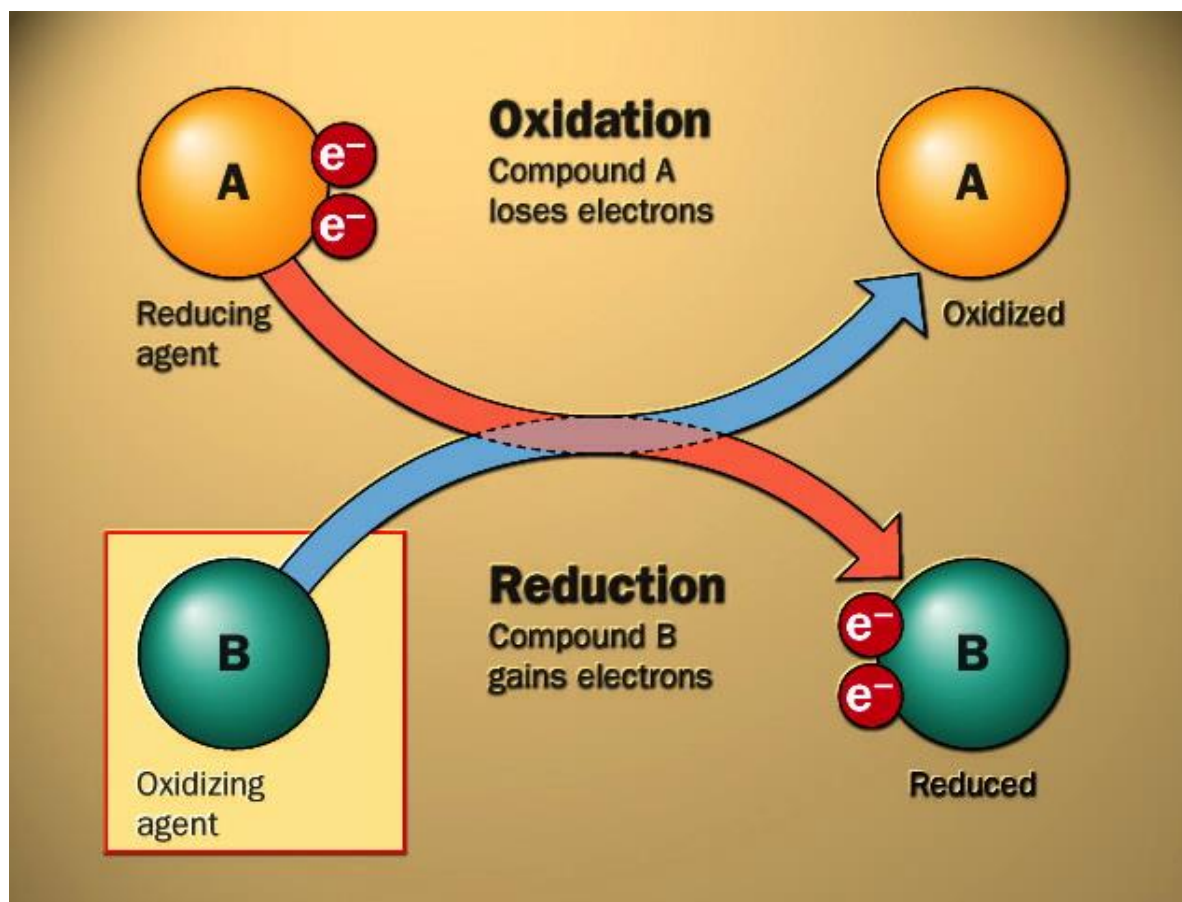 A
e⁻
e⁻
Oxidation
Compound A
loses electrons
A
Reducing
agent
Oxidized
B
Oxidizing
agent
Reduction
Compound B
gains electrons
e⁻
e⁻
B
Reduced